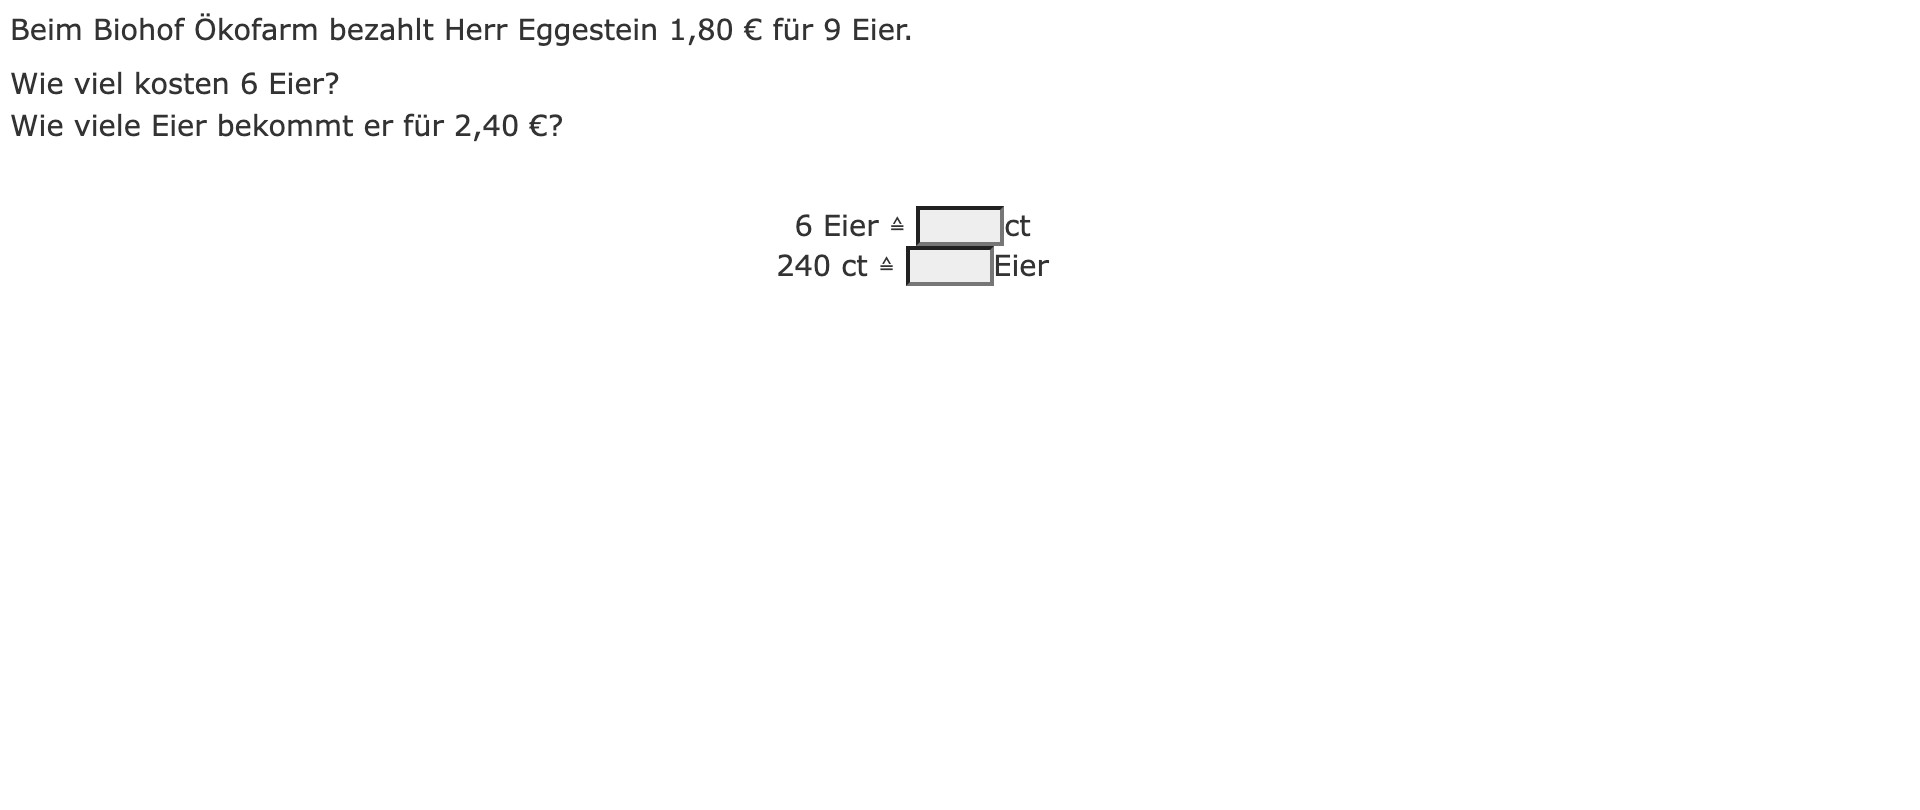 Beim Biohof Ökofarm bezahlt Herr Eggestein 1,80 € für 9 Eier.
Wie viel kosten 6 Eier?
Wie viele Eier bekommt er für 2,40 €?
6 Eier ≙ ct
240 ct ≙ Eier